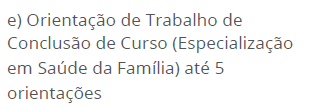 e) Orientação de Trabalho de
Conclusão de Curso (Especialização
em Saúde da Família) até 5
orientações